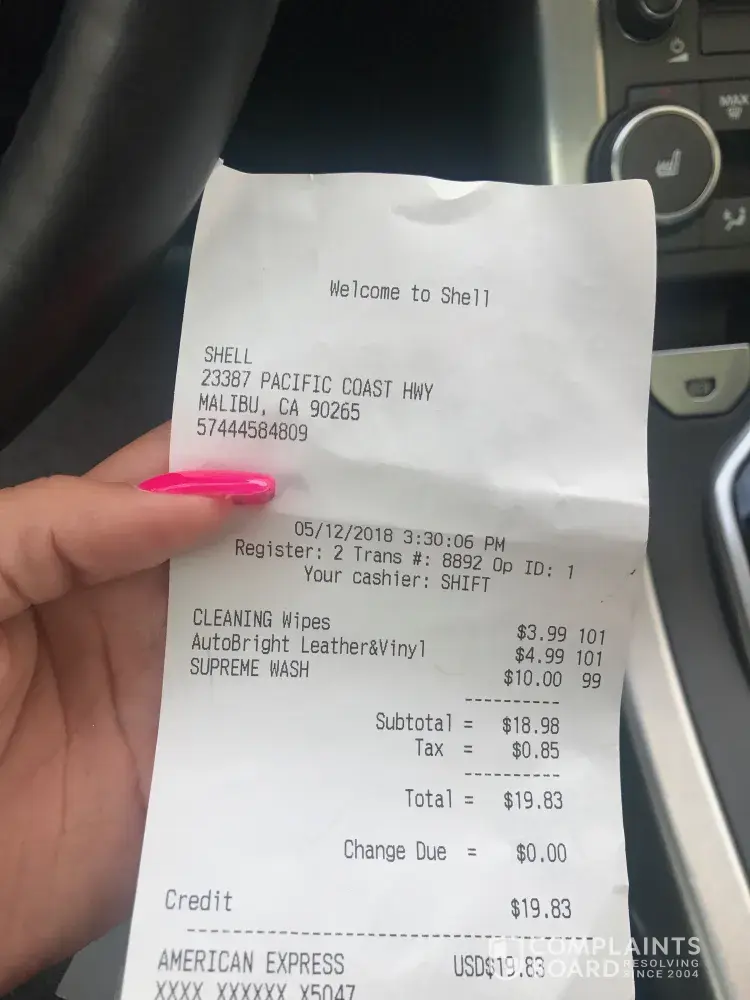 MAX
Welcome to Shell
SHELL
23387 PACIFIC COAST HWY
MALIBU, CA 90265
57444584809
05/12/2018 3:30:06 PM
Register: 2 Trans #: 8892 Op ID: 1
Your cashier: SHIFT
CLEANING Wipes $3.99 101
AutoBright Leather&Vinyl $4.99 101
SUPREME WASH $10.00 99
----------
Subtotal = $18.98
Tax = $0.85
----------
Total = $19.83
Change Due = $0.00
Credit $19.83
AMERICAN EXPRESS USD$19.83
XXXX XXXXXX X5047
COMPLAINTS
BOARD RESOLVING SINCE 2004